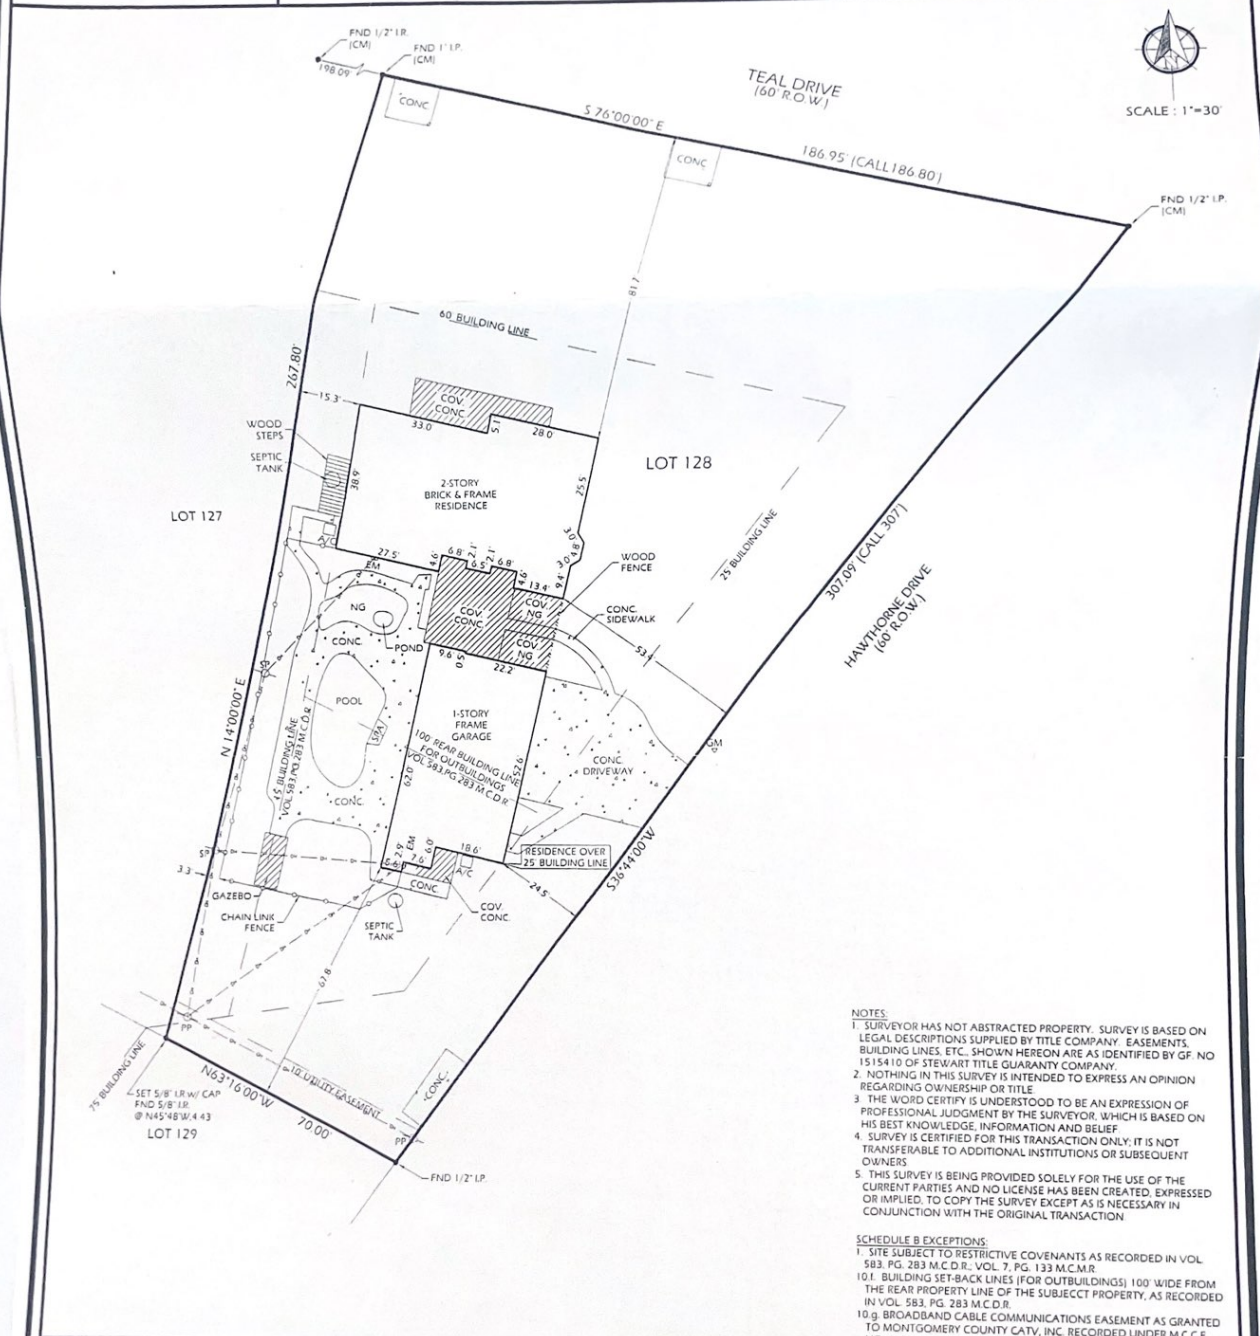 FND 1/2" I.R.
(CM)
198.09'
FND 1" I.P.
(CM)
CONC
TEAL DRIVE
(60' R.O.W.)
S 76°00'00" E
186.95' (CALL186.80')
CONC
N
SCALE : 1"=30'
FND 1/2" I.P.
(CM)
81.7
60' BUILDING LINE
267.80'
15.3'
COV.
CONC
33.0
5.1
28.0
WOOD
STEPS
SEPTIC
TANK
38.9'
2-STORY
BRICK & FRAME
RESIDENCE
25.5
LOT 128
LOT 127
A/C
27.5'
EM
4.6'
6.8'
2.1'
6.5'
2.1'
6.8'
4.6'
13.4'
9.4'
3.0'
4.8'
3.0'
WOOD
FENCE
25' BUILDING LINE
307.09' (CALL 307')
HAWTHORNE DRIVE
(60' R.O.W.)
NG
CONC.
POND
COV.
CONC.
COV.
NG
COV.
NG
CONC.
SIDEWALK
53.4'
9.6'
0.5
22.2'
POOL
SPA
1-STORY
FRAME
GARAGE
100' REAR BUILDING LINE
FOR OUTBUILDINGS
VOL 583, PG 283 M.C.D.R.
62.0'
52.6'
CONC.
DRIVEWAY
GM
N 14°00'00" E
15' BUILDING LINE
VOL 583, PG. 283 M.C.D.R.
CONC.
EM
2.9'
5.6'
7.6'
6.0'
18.6'
A/C
RESIDENCE OVER
25' BUILDING LINE
S36°44'00"W
24.5'
SP
3.3'
GAZEBO
CHAIN LINK
FENCE
CONC.
COV.
CONC.
SEPTIC
TANK
67.8
PP
75' BUILDING LINE
SET 5/8" I.R W/ CAP
FND 5/8" I.R.
@ N45°48'W,4.43
LOT 129
N63°16'00"W
70.00'
10' UTILITY EASEMENT
CONC.
PP
FND 1/2" I.P.
NOTES:
1. SURVEYOR HAS NOT ABSTRACTED PROPERTY. SURVEY IS BASED ON
LEGAL DESCRIPTIONS SUPPLIED BY TITLE COMPANY. EASEMENTS,
BUILDING LINES, ETC., SHOWN HEREON ARE AS IDENTIFIED BY GF. NO
1515410 OF STEWART TITLE GUARANTY COMPANY.
2. NOTHING IN THIS SURVEY IS INTENDED TO EXPRESS AN OPINION
REGARDING OWNERSHIP OR TITLE.
3. THE WORD CERTIFY IS UNDERSTOOD TO BE AN EXPRESSION OF
PROFESSIONAL JUDGMENT BY THE SURVEYOR, WHICH IS BASED ON
HIS BEST KNOWLEDGE, INFORMATION AND BELIEF.
4. SURVEY IS CERTIFIED FOR THIS TRANSACTION ONLY; IT IS NOT
TRANSFERABLE TO ADDITIONAL INSTITUTIONS OR SUBSEQUENT
OWNERS
5. THIS SURVEY IS BEING PROVIDED SOLELY FOR THE USE OF THE
CURRENT PARTIES AND NO LICENSE HAS BEEN CREATED, EXPRESSED
OR IMPLIED, TO COPY THE SURVEY EXCEPT AS IS NECESSARY IN
CONJUNCTION WITH THE ORIGINAL TRANSACTION
SCHEDULE B EXCEPTIONS:
1. SITE SUBJECT TO RESTRICTIVE COVENANTS AS RECORDED IN VOL
583, PG. 283 M.C.D.R.; VOL. 7, PG. 133 M.C.M.R.
10.f. BUILDING SET-BACK LINES (FOR OUTBUILDINGS) 100' WIDE FROM
THE REAR PROPERTY LINE OF THE SUBJECCT PROPERTY, AS RECORDED
IN VOL. 583, PG. 283 M.C.D.R.
10.g. BROADBAND CABLE COMMUNICATIONS EASEMENT AS GRANTED
TO MONTGOMERY COUNTY CATV, INC. RECORDED UNDER M.C.C.F.